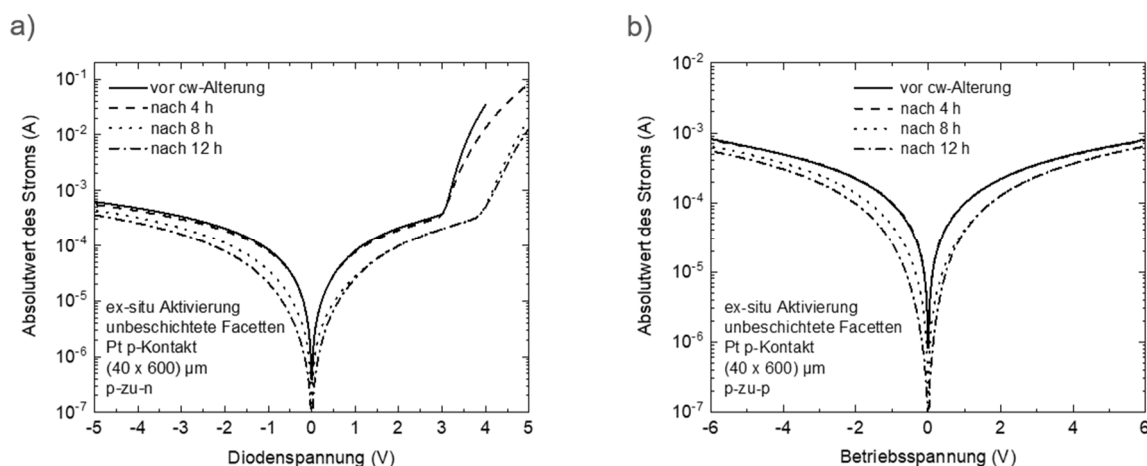 a)
10⁻¹
10⁻²
10⁻³
10⁻⁴
10⁻⁵
10⁻⁶
10⁻⁷
Absolutwert des Stroms (A)
vor cw-Alterung
nach 4 h
nach 8 h
nach 12 h
ex-situ Aktivierung
unbeschichtete Facetten
Pt p-Kontakt
(40 x 600) µm
p-zu-n
-5 -4 -3 -2 -1 0 1 2 3 4 5
Diodenspannung (V)
b)
10⁻²
10⁻³
10⁻⁴
10⁻⁵
10⁻⁶
10⁻⁷
Absolutwert des Stroms (A)
vor cw-Alterung
nach 4 h
nach 8 h
nach 12 h
ex-situ Aktivierung
unbeschichtete Facetten
Pt p-Kontakt
(40 x 600) µm
p-zu-p
-6 -4 -2 0 2 4 6
Betriebsspannung (V)